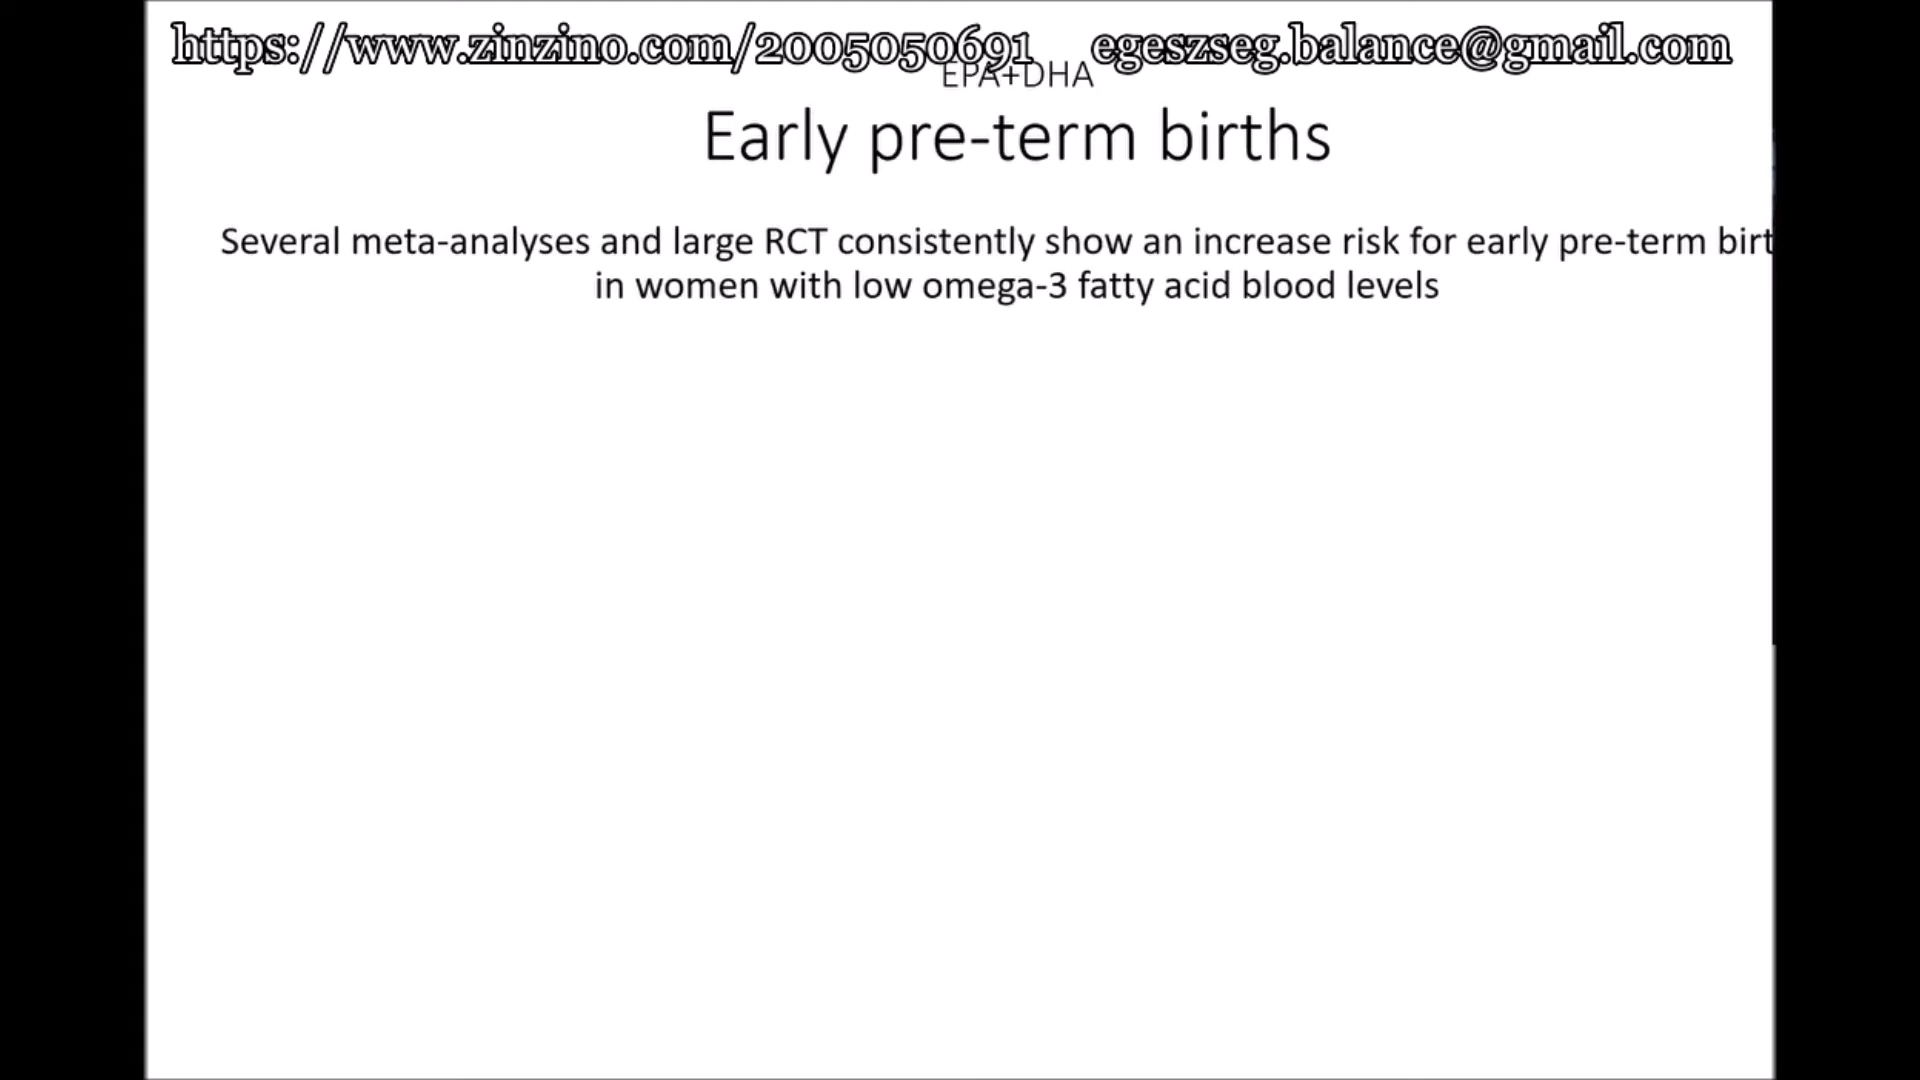 https://www.zinzino.com/2005050691 egeszseg.balance@gmail.com
EPA+DHA
Early pre-term births
Several meta-analyses and large RCT consistently show an increase risk for early pre-term birt
in women with low omega-3 fatty acid blood levels